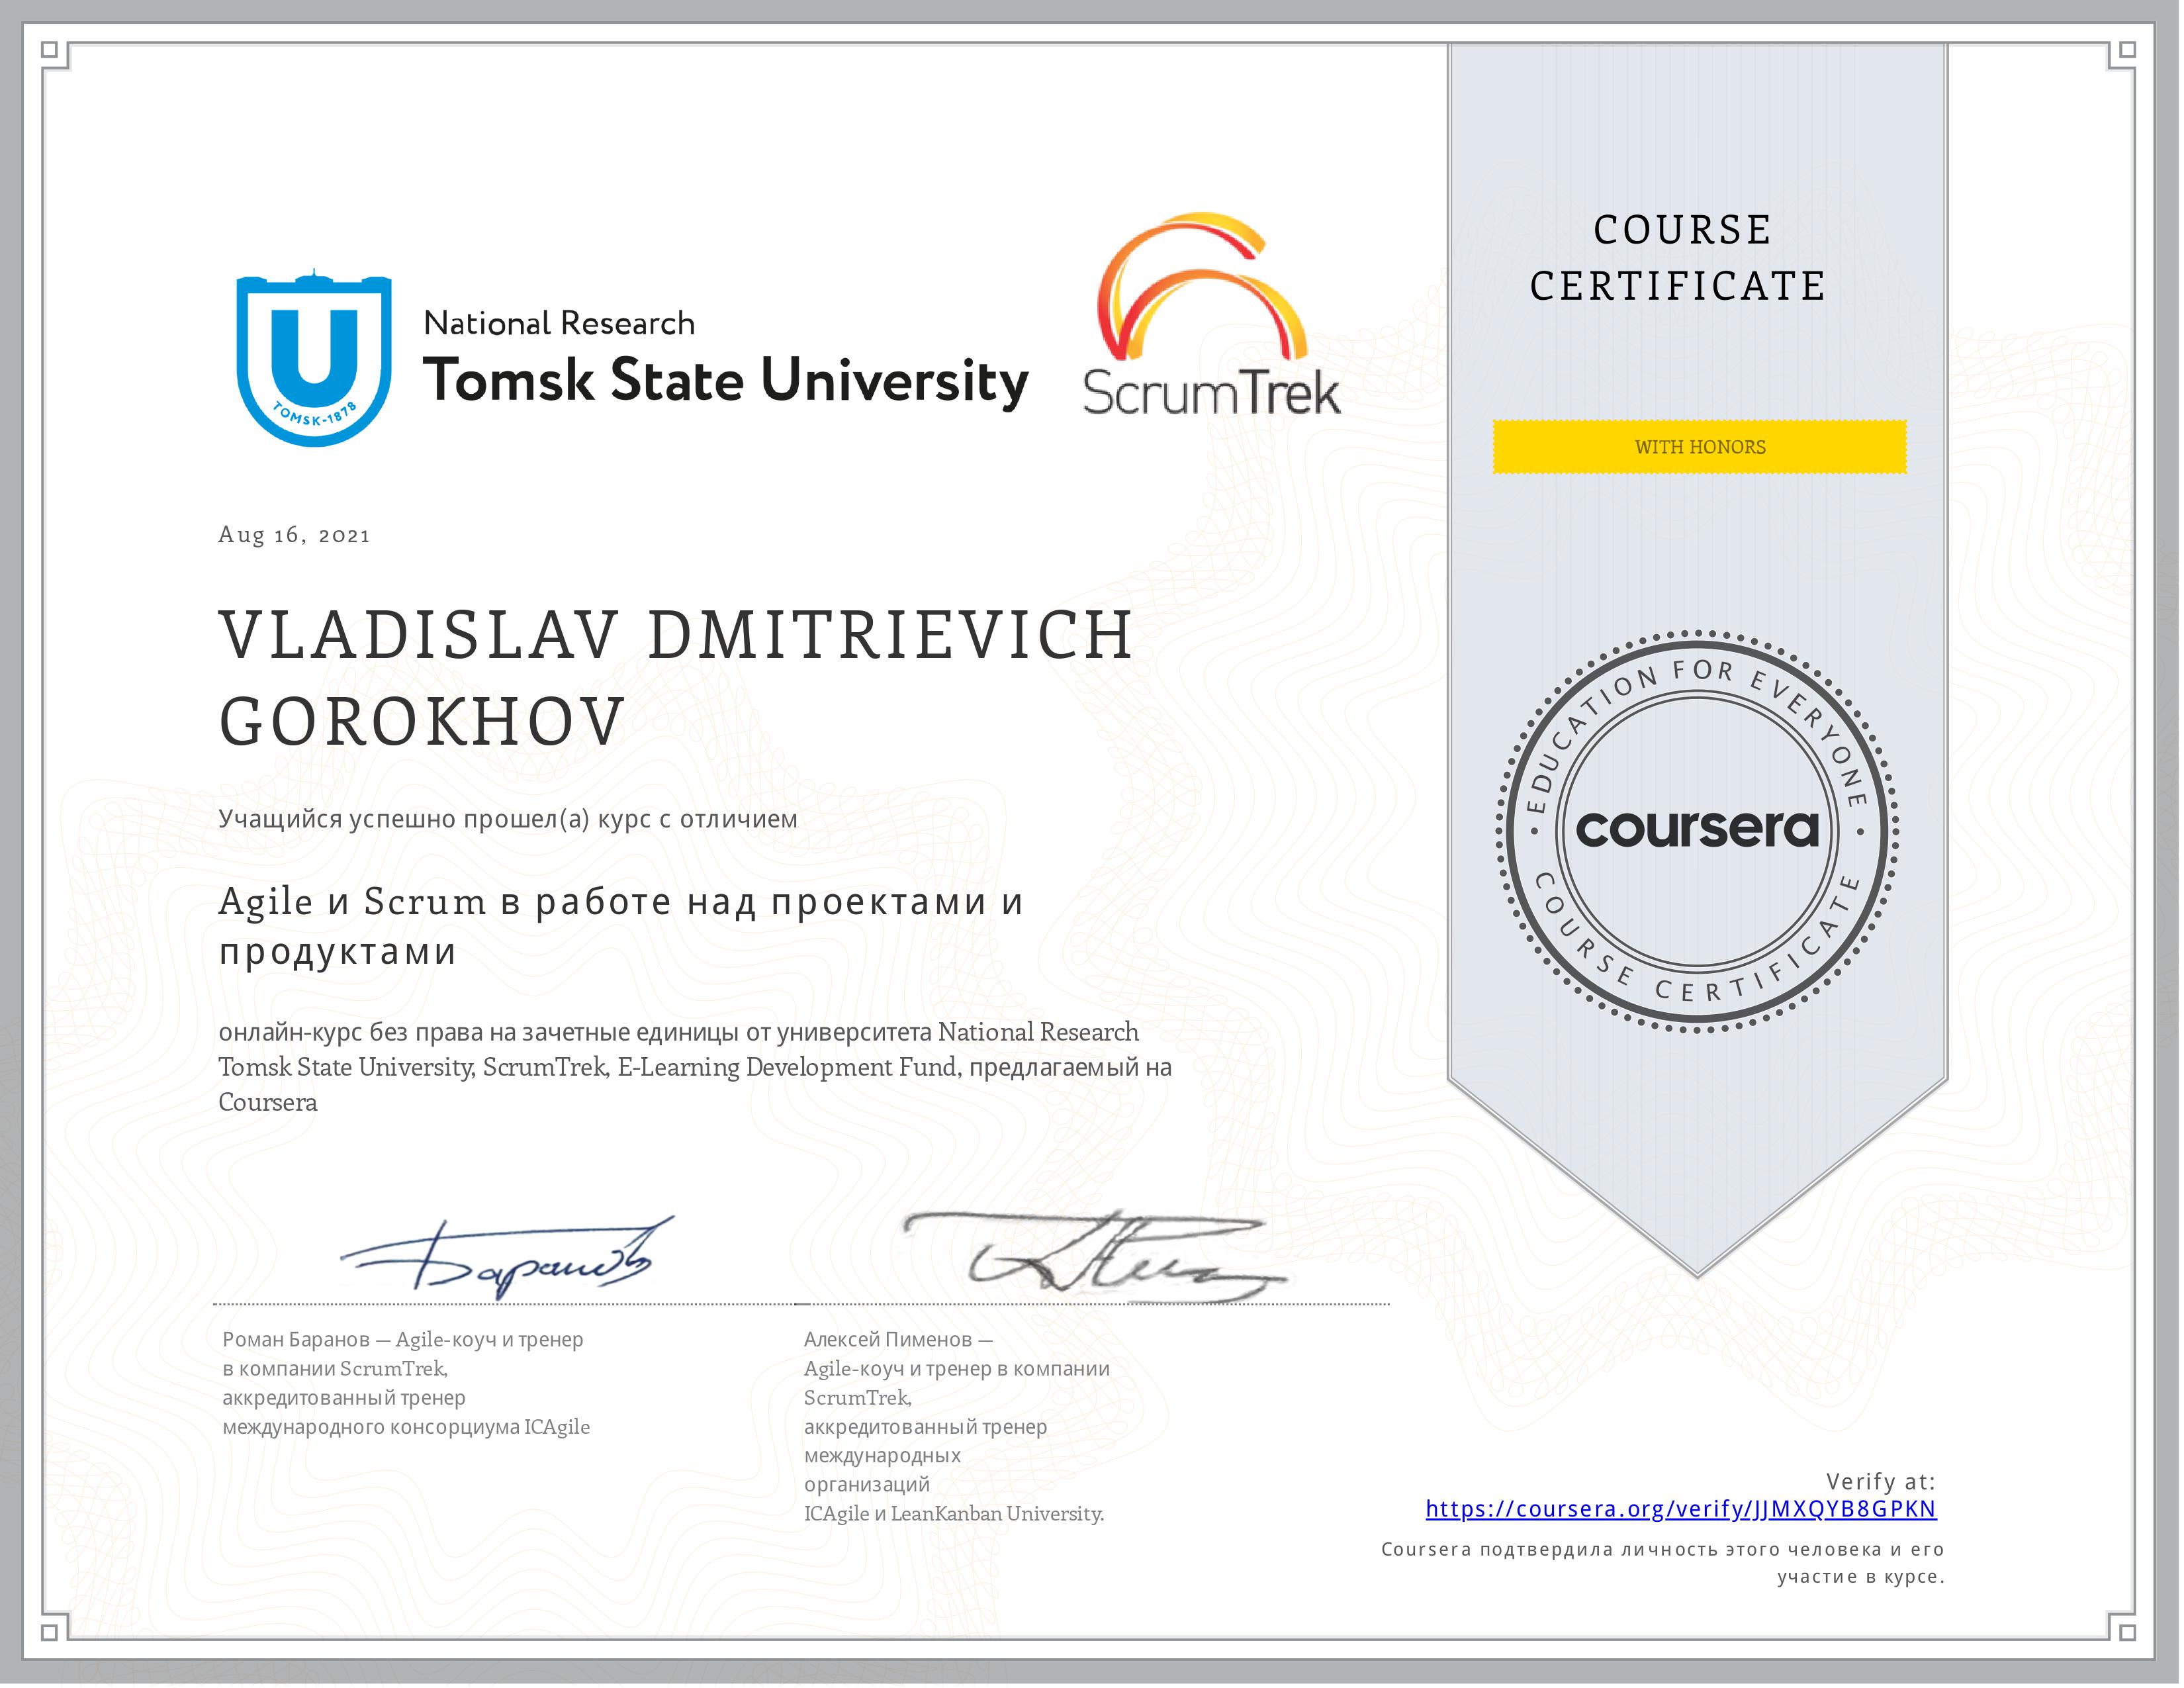 National Research
Tomsk State University
TOMSK-1878
ScrumTrek
COURSE
CERTIFICATE
WITH HONORS
Aug 16, 2021
VLADISLAV DMITRIEVICH
GOROKHOV
Учащийся успешно прошел(а) курс с отличием
Agile и Scrum в работе над проектами и
продуктами
онлайн-курс без права на зачетные единицы от университета National Research
Tomsk State University, ScrumTrek, E-Learning Development Fund, предлагаемый на
Coursera
EDUCATION FOR EVERYONE
coursera
COURSE CERTIFICATE
Баранов
Роман Баранов — Agile-коуч и тренер
в компании ScrumTrek,
аккредитованный тренер
международного консорциума ICAgile
Алексей Пименов —
Agile-коуч и тренер в компании
ScrumTrek,
аккредитованный тренер
международных
организаций
ICAgile и LeanKanban University.
Verify at:
https://coursera.org/verify/JJMXQYB8GPKN
Coursera подтвердила личность этого человека и его
участие в курсе.